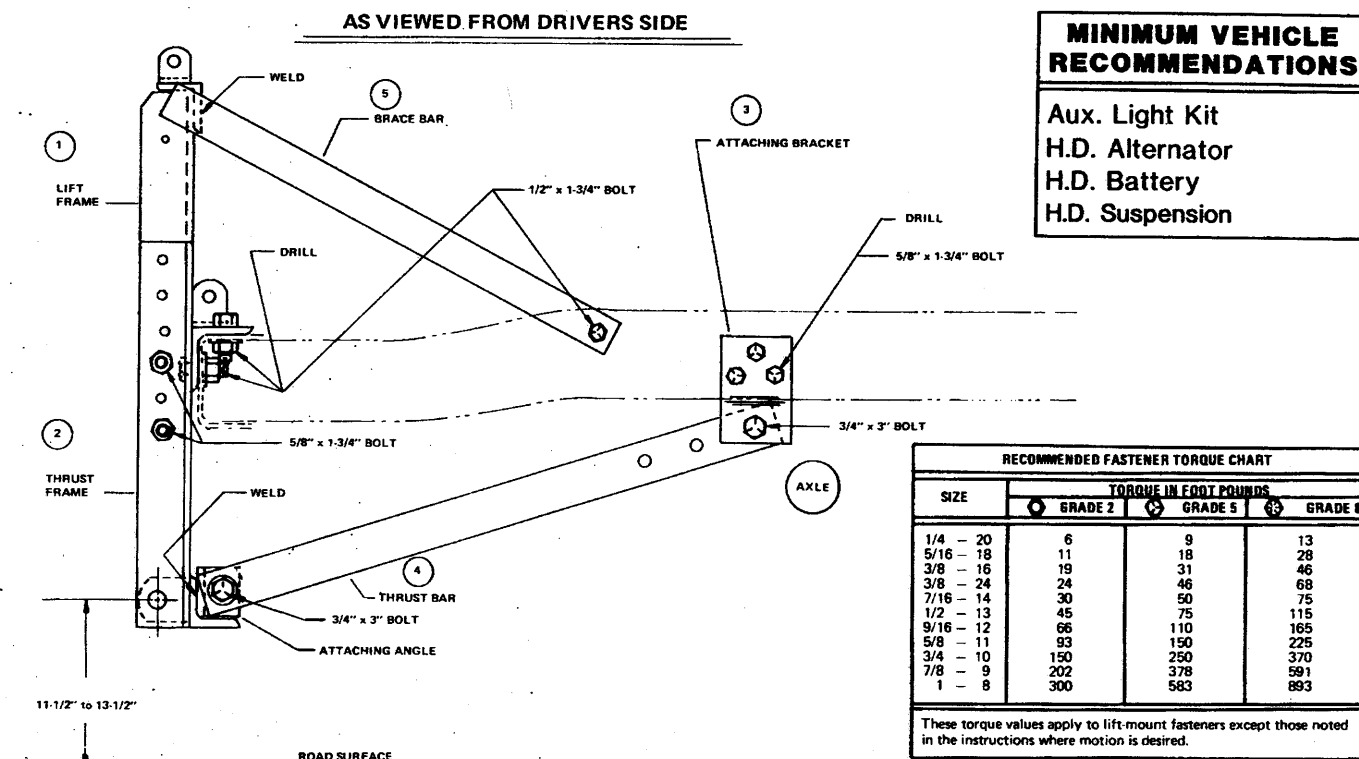 AS VIEWED FROM DRIVERS SIDE
WELD
5
BRACE BAR
3
ATTACHING BRACKET
1
LIFT
FRAME
1/2" x 1-3/4" BOLT
DRILL
DRILL
5/8" x 1-3/4" BOLT
2
5/8" x 1-3/4" BOLT
3/4" x 3" BOLT
THRUST
FRAME
WELD
AXLE
4
THRUST BAR
3/4" x 3" BOLT
ATTACHING ANGLE
11-1/2" to 13-1/2"
ROAD SURFACE
MINIMUM VEHICLE
RECOMMENDATIONS
Aux. Light Kit
H.D. Alternator
H.D. Battery
H.D. Suspension
RECOMMENDED FASTENER TORQUE CHART
SIZE
TORQUE IN FOOT POUNDS
GRADE 2 GRADE 5 GRADE 8
1/4 – 20 6 9 13
5/16 – 18 11 18 28
3/8 – 16 19 31 46
3/8 – 24 24 46 68
7/16 – 14 30 50 75
1/2 – 13 45 75 115
9/16 – 12 66 110 165
5/8 – 11 93 150 225
3/4 – 10 150 250 370
7/8 – 9 202 378 591
1 – 8 300 583 893
These torque values apply to lift-mount fasteners except those noted
in the instructions where motion is desired.